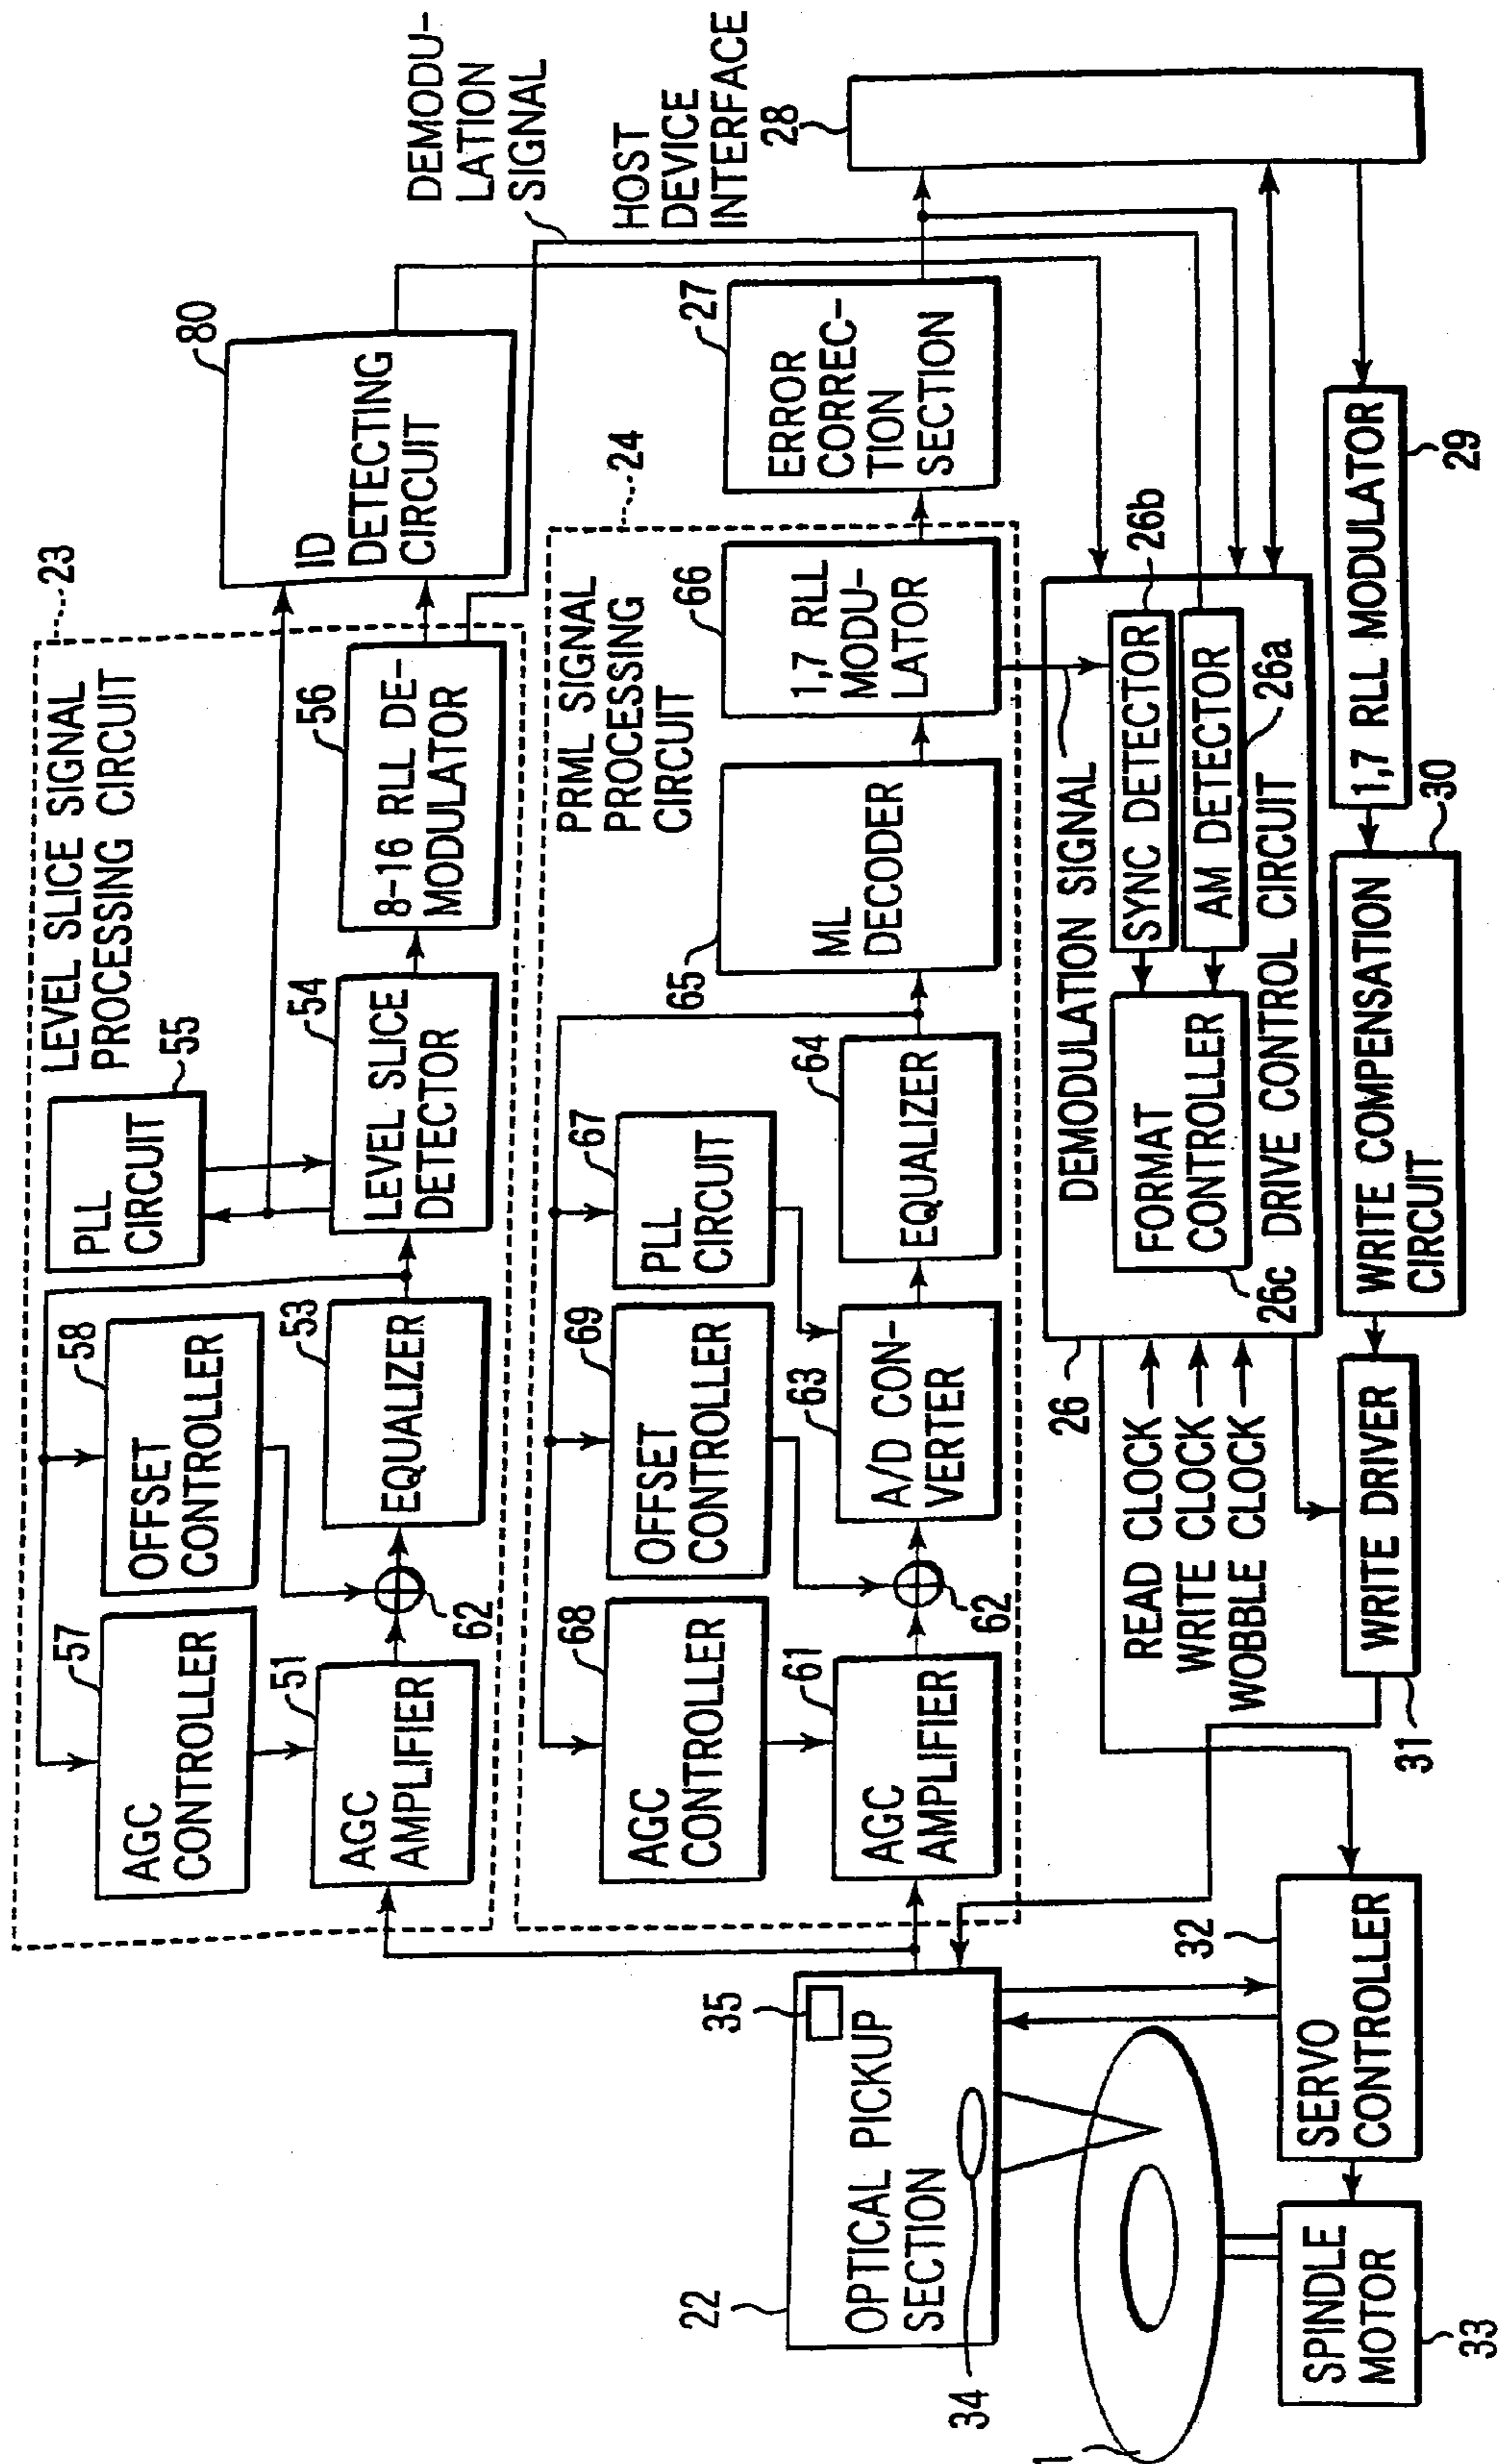 LEVEL SLICE SIGNAL
PROCESSING CIRCUIT
23
57
AGC
CONTROLLER
58
OFFSET
CONTROLLER
PLL
CIRCUIT
55
51
AGC
AMPLIFIER
62
53
EQUALIZER
54
LEVEL SLICE
DETECTOR
56
8-16 RLL DE-
MODULATOR
80
ID
DETECTING
CIRCUIT
DEMODU-
LATION
SIGNAL
PRML SIGNAL
PROCESSING
CIRCUIT
24
68
AGC
CONTROLLER
69
OFFSET
CONTROLLER
67
PLL
CIRCUIT
61
AGC
AMPLIFIER
62
63
A/D CON-
VERTER
64
EQUALIZER
65
ML
DECODER
66
1,7 RLL
MODU-
LATOR
27
ERROR
CORREC-
TION
SECTION
HOST
DEVICE
INTERFACE
28
22
35
OPTICAL PICKUP
SECTION
34
1
DEMODULATION SIGNAL
26
READ CLOCK
WRITE CLOCK
WOBBLE CLOCK
FORMAT
CONTROLLER
26c
SYNC DETECTOR
26b
AM DETECTOR
26a
DRIVE CONTROL CIRCUIT
SPINDLE
MOTOR
33
SERVO
CONTROLLER
32
WRITE DRIVER
31
WRITE COMPENSATION
CIRCUIT
30
1,7 RLL MODULATOR
29